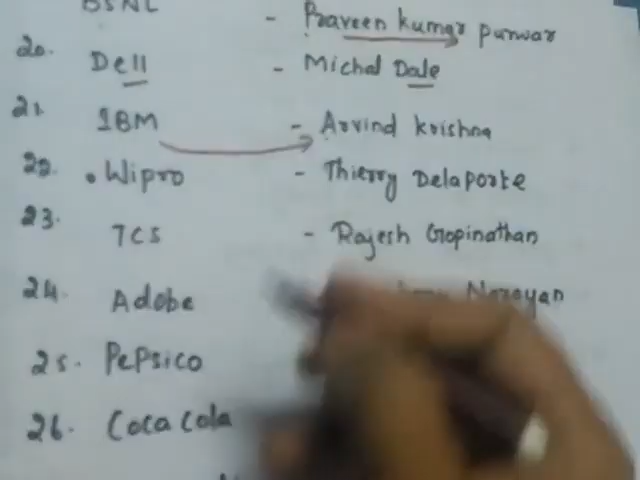 BSNL - Praveen kumar purwar
20. Dell - Michal Dale
21. IBM - Arvind krishna
22. Wipro - Thierry Delaporte
23. TCS - Rajesh Gopinathan
24. Adobe Narayan
25. Pepsico
26. Coca Cola